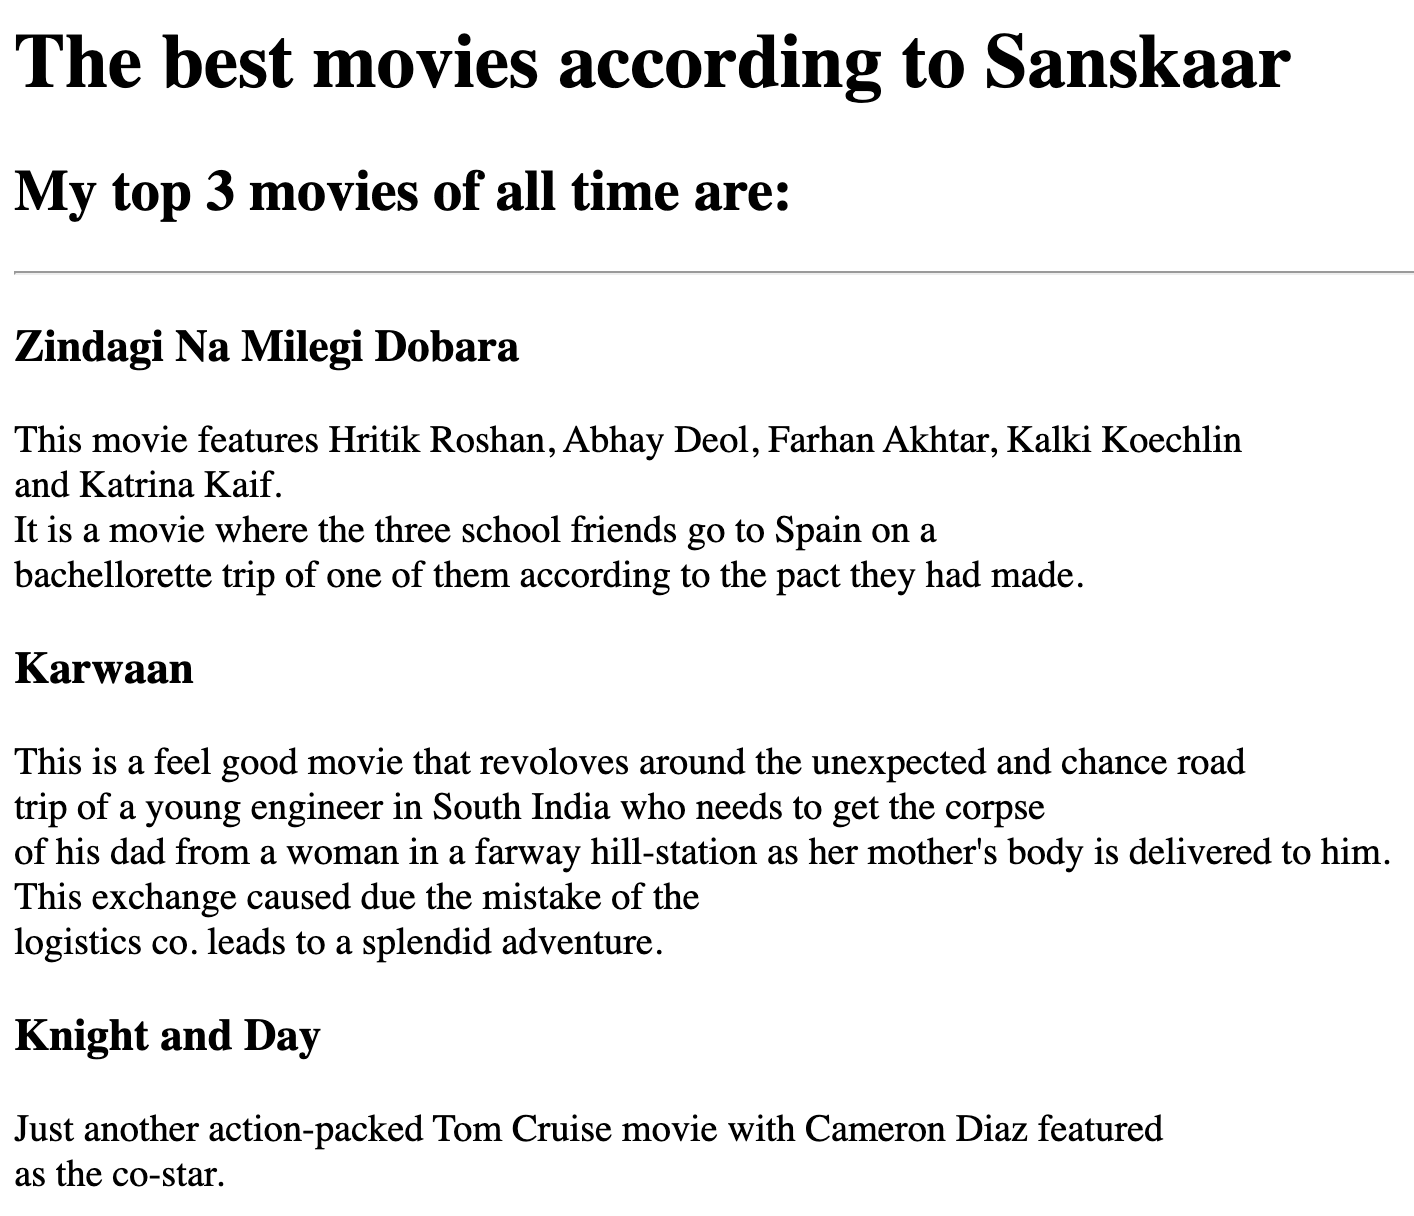 The best movies according to Sanskaar
My top 3 movies of all time are:
Zindagi Na Milegi Dobara
This movie features Hritik Roshan, Abhay Deol, Farhan Akhtar, Kalki Koechlin
and Katrina Kaif.
It is a movie where the three school friends go to Spain on a
bachellorette trip of one of them according to the pact they had made.
Karwaan
This is a feel good movie that revoloves around the unexpected and chance road
trip of a young engineer in South India who needs to get the corpse
of his dad from a woman in a farway hill-station as her mother's body is delivered to him.
This exchange caused due the mistake of the
logistics co. leads to a splendid adventure.
Knight and Day
Just another action-packed Tom Cruise movie with Cameron Diaz featured
as the co-star.